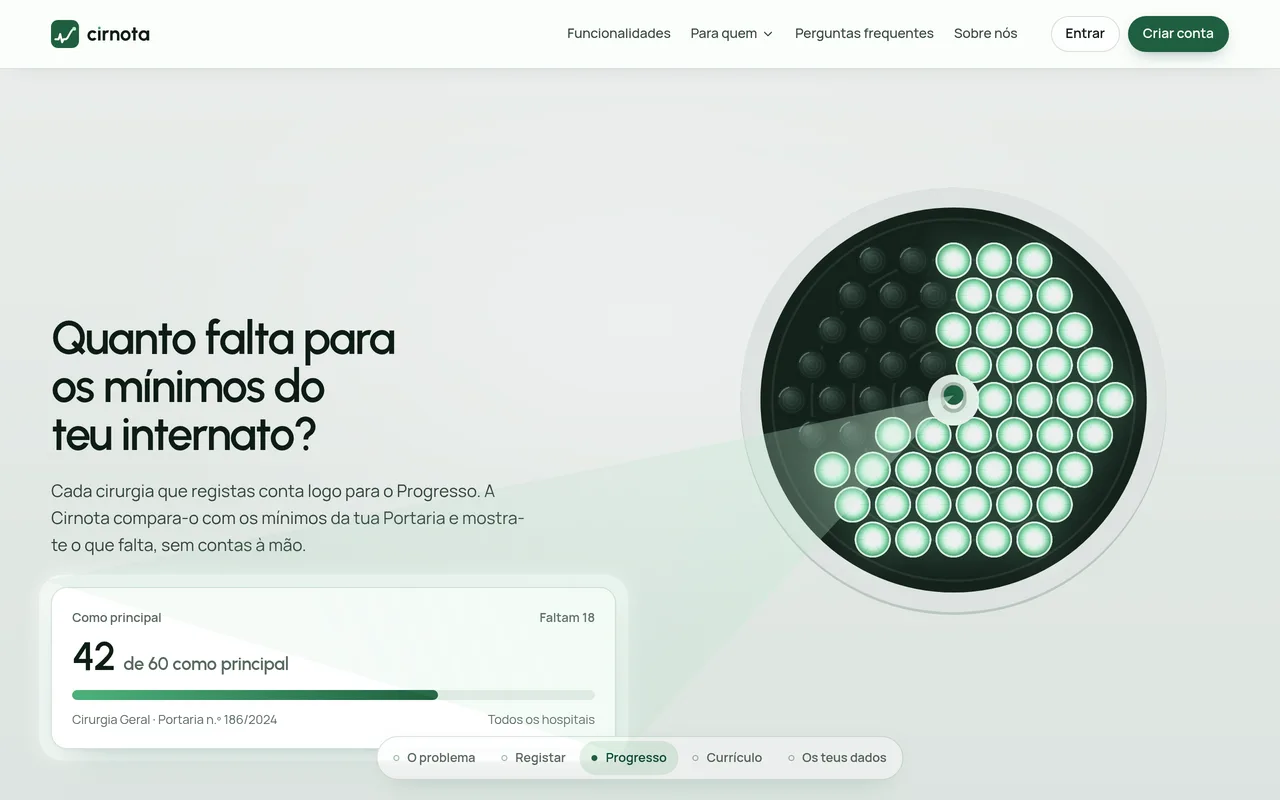 cirnota
Funcionalidades
Para quem
Perguntas frequentes
Sobre nós
Entrar
Criar conta
Quanto falta para
os mínimos do
teu internato?
Cada cirurgia que registas conta logo para o Progresso. A
Cirnota compara-o com os mínimos da tua Portaria e mostra-
te o que falta, sem contas à mão.
Como principal
Faltam 18
42 de 60 como principal
Cirurgia Geral · Portaria n.º 186/2024
Todos os hospitais
O problema
Registar
Progresso
Currículo
Os teus dados